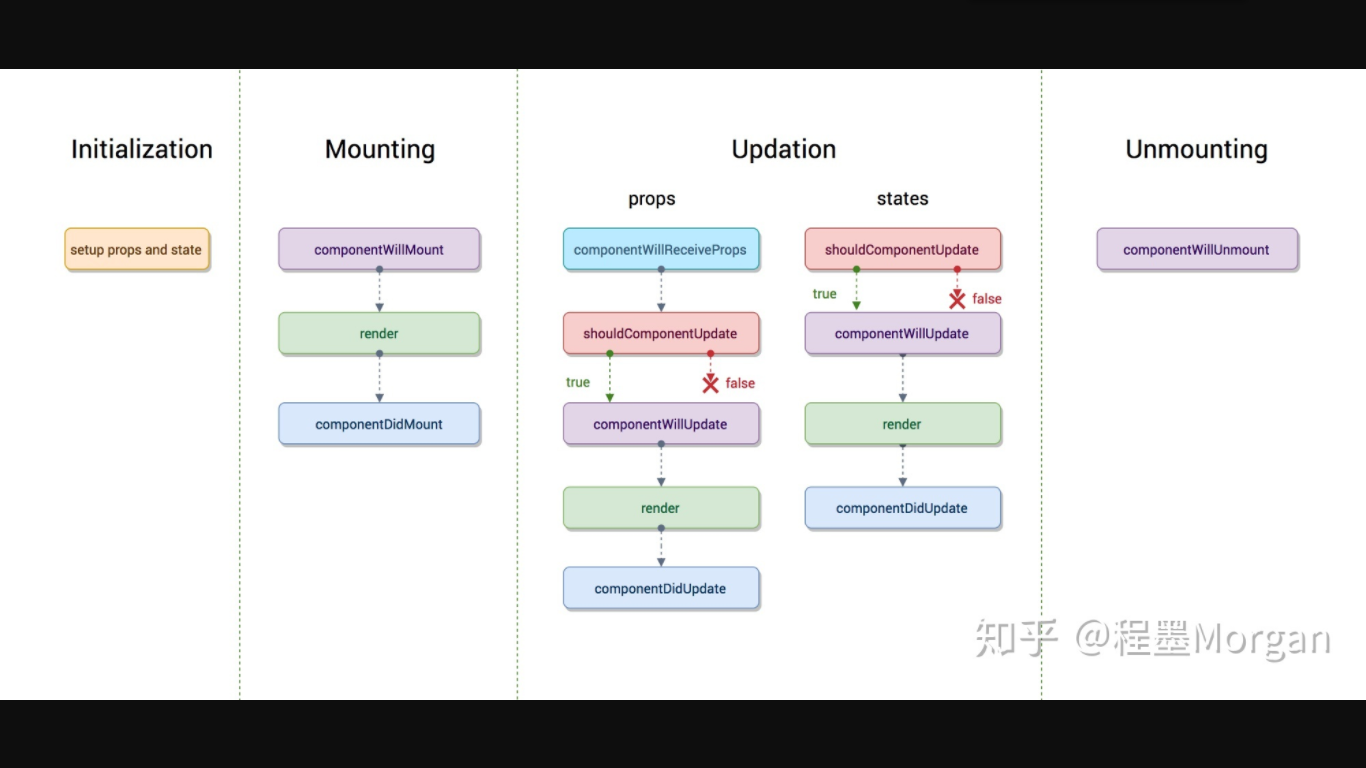 Initialization
setup props and state
Mounting
componentWillMount
render
componentDidMount
Updation
props
componentWillReceiveProps
shouldComponentUpdate
true
false
componentWillUpdate
render
componentDidUpdate
states
shouldComponentUpdate
true
false
componentWillUpdate
render
componentDidUpdate
Unmounting
componentWillUnmount
知乎 @程墨Morgan